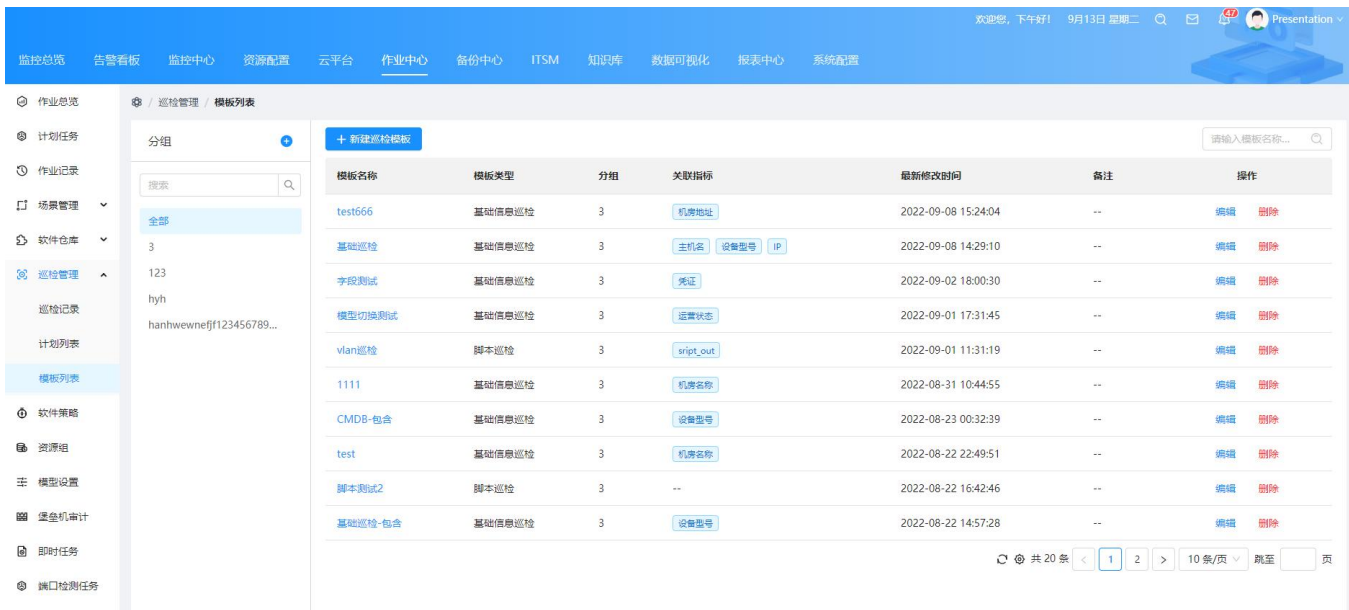 欢迎您，下午好! 9月13日 星期二 47 Presentation
监控总览 告警看板 监控中心 资源配置 云平台 作业中心 备份中心 ITSM 知识库 数据可视化 报表中心 系统配置
作业总览
计划任务
作业记录
场景管理
软件仓库
巡检管理
巡检记录
计划列表
模板列表
软件策略
资源组
模型设置
堡垒机审计
即时任务
端口检测任务
/ 巡检管理 / 模板列表
分组
搜索
全部
3
123
hyh
hanhwewnefjf123456789...
+ 新建巡检模板 请输入模板名称...
模板名称 模板类型 分组 关联指标 最新修改时间 备注 操作
test666 基础信息巡检 3 机房地址 2022-09-08 15:24:04 -- 编辑 删除
基础巡检 基础信息巡检 3 主机名 设备型号 IP 2022-09-08 14:29:10 -- 编辑 删除
字段测试 基础信息巡检 3 凭证 2022-09-02 18:00:30 -- 编辑 删除
模型切换测试 基础信息巡检 3 运营状态 2022-09-01 17:31:45 -- 编辑 删除
vlan巡检 脚本巡检 3 sript_out 2022-09-01 11:31:19 -- 编辑 删除
1111 基础信息巡检 3 机房名称 2022-08-31 10:44:55 -- 编辑 删除
CMDB-包含 基础信息巡检 3 设备型号 2022-08-23 00:32:39 -- 编辑 删除
test 基础信息巡检 3 机房名称 2022-08-22 22:49:51 -- 编辑 删除
脚本测试2 脚本巡检 3 -- 2022-08-22 16:42:46 -- 编辑 删除
基础巡检-包含 基础信息巡检 3 设备型号 2022-08-22 14:57:28 -- 编辑 删除
共 20 条 < 1 2 > 10 条/页 跳至 页